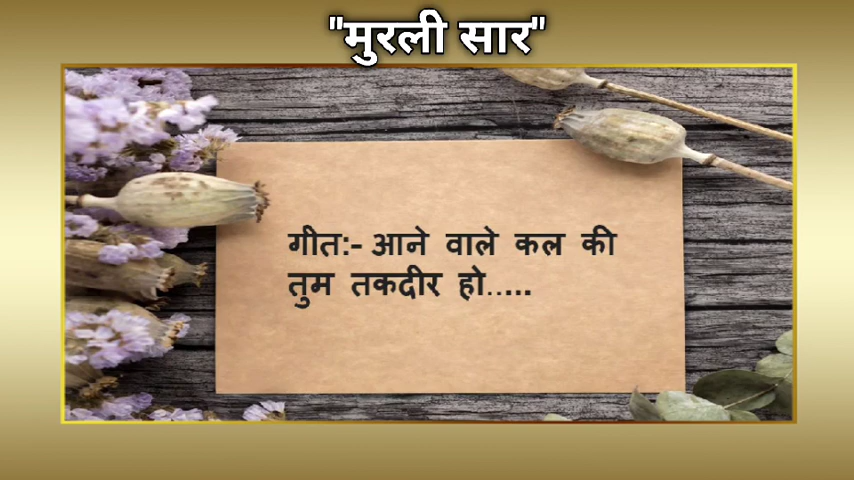 "मुरली सार"
गीत:- आने वाले कल की
तुम तकदीर हो.....